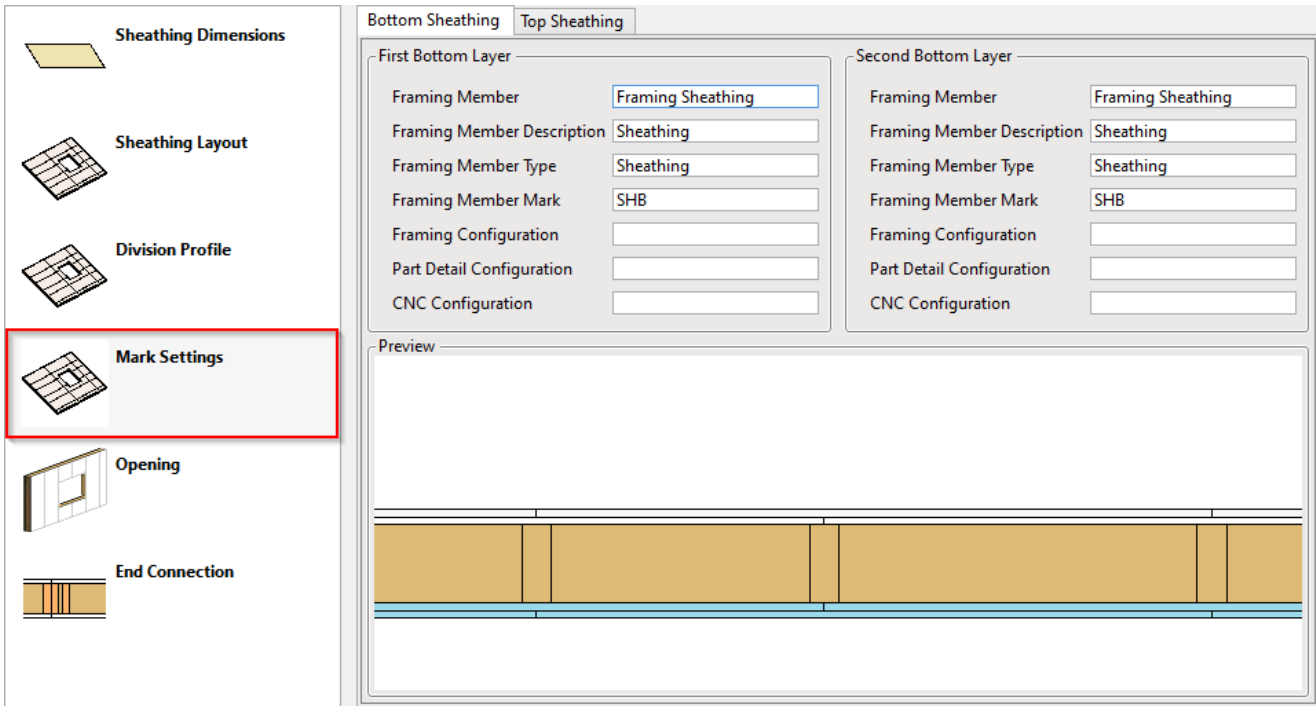 Sheathing Dimensions
Sheathing Layout
Division Profile
Mark Settings
Opening
End Connection
Bottom Sheathing
Top Sheathing
First Bottom Layer
Framing Member Framing Sheathing
Framing Member Description Sheathing
Framing Member Type Sheathing
Framing Member Mark SHB
Framing Configuration
Part Detail Configuration
CNC Configuration
Second Bottom Layer
Framing Member Framing Sheathing
Framing Member Description Sheathing
Framing Member Type Sheathing
Framing Member Mark SHB
Framing Configuration
Part Detail Configuration
CNC Configuration
Preview